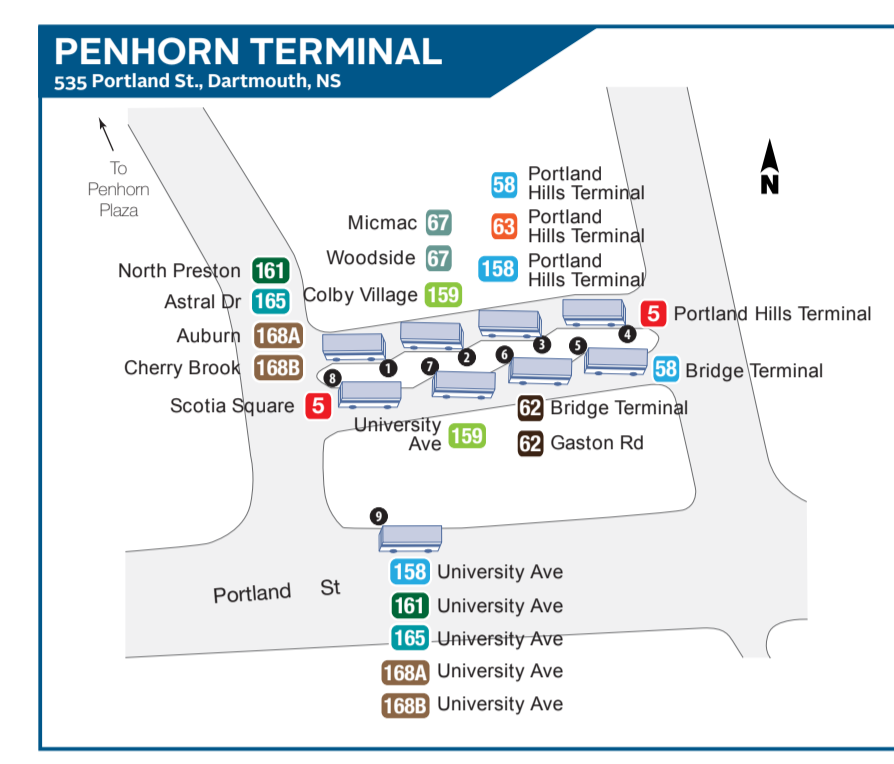 PENHORN TERMINAL
535 Portland St., Dartmouth, NS
To
Penhorn
Plaza
N
58 Portland
Hills Terminal
63 Portland
Hills Terminal
158 Portland
Hills Terminal
Micmac 67
Woodside 67
Colby Village 159
North Preston 161
Astral Dr 165
Auburn 168A
Cherry Brook 168B
Scotia Square 5
5 Portland Hills Terminal
58 Bridge Terminal
1
2
3
4
5
6
7
8
University
Ave 159
62 Bridge Terminal
62 Gaston Rd
9
Portland St
158 University Ave
161 University Ave
165 University Ave
168A University Ave
168B University Ave